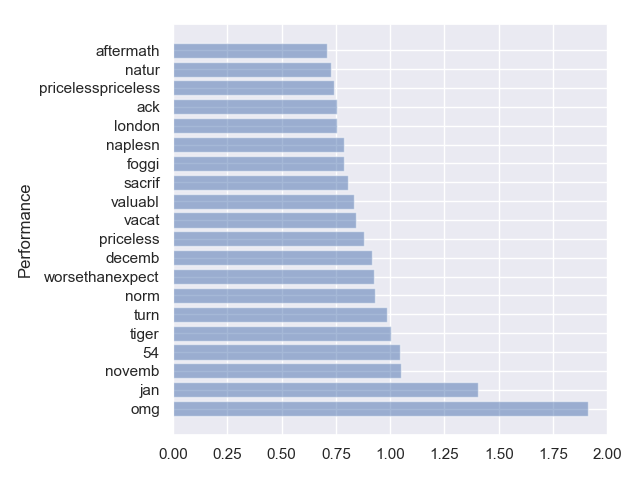 aftermath
natur
pricelesspriceless
ack
london
naplesn
foggi
sacrif
valuabl
vacat
priceless
decemb
worsethanexpect
norm
turn
tiger
54
novemb
jan
omg
Performance
0.00 0.25 0.50 0.75 1.00 1.25 1.50 1.75 2.00